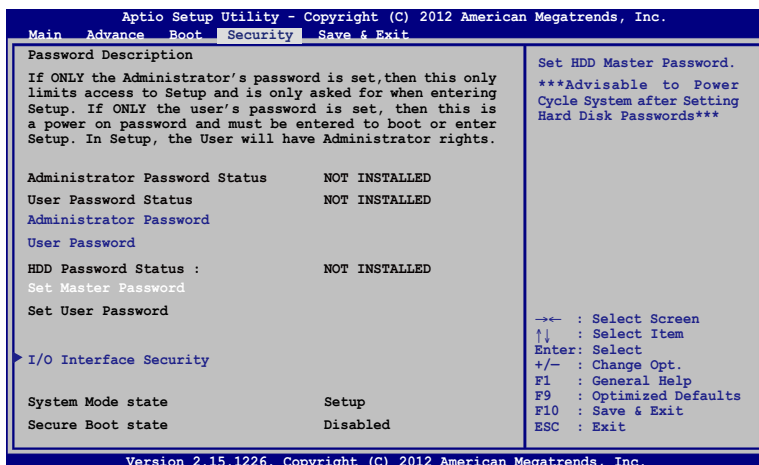 Aptio Setup Utility - Copyright (C) 2012 American Megatrends, Inc.
Main Advance Boot Security Save & Exit
Password Description
If ONLY the Administrator's password is set,then this only
limits access to Setup and is only asked for when entering
Setup. If ONLY the user's password is set, then this is
a power on password and must be entered to boot or enter
Setup. In Setup, the User will have Administrator rights.
Administrator Password Status NOT INSTALLED
User Password Status NOT INSTALLED
Administrator Password
User Password
HDD Password Status : NOT INSTALLED
Set Master Password
Set User Password
I/O Interface Security
System Mode state Setup
Secure Boot state Disabled
Set HDD Master Password.
***Advisable to Power
Cycle System after Setting
Hard Disk Passwords***
→← : Select Screen
↑↓ : Select Item
Enter: Select
+/— : Change Opt.
F1 : General Help
F9 : Optimized Defaults
F10 : Save & Exit
ESC : Exit
Version 2.15.1226. Copyright (C) 2012 American Megatrends, Inc.